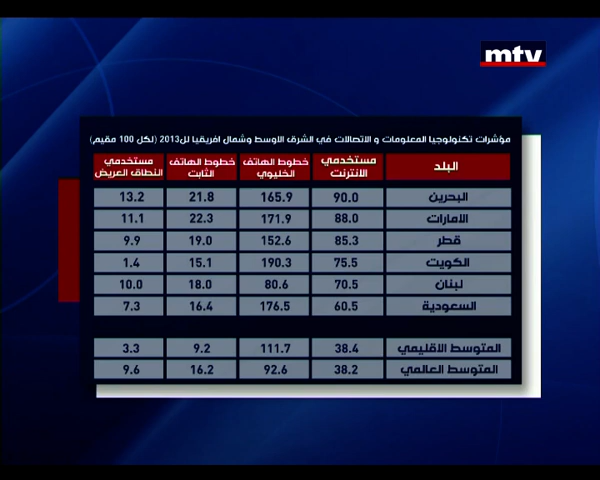 mtv
مؤشرات تكنولوجيا المعلومات و الاتصالات في الشرق الاوسط وشمال افريقيا لل2013 (لكل 100 مقيم)
البلد مستخدمي الانترنت خطوط الهاتف الخليوي خطوط الهاتف الثابت مستخدمي النطاق العريض
البحرين 90.0 165.9 21.8 13.2
الامارات 88.0 171.9 22.3 11.1
قطر 85.3 152.6 19.0 9.9
الكويت 75.5 190.3 15.1 1.4
لبنان 70.5 80.6 18.0 10.0
السعودية 60.5 176.5 16.4 7.3
المتوسط الاقليمي 38.4 111.7 9.2 3.3
المتوسط العالمي 38.2 92.6 16.2 9.6